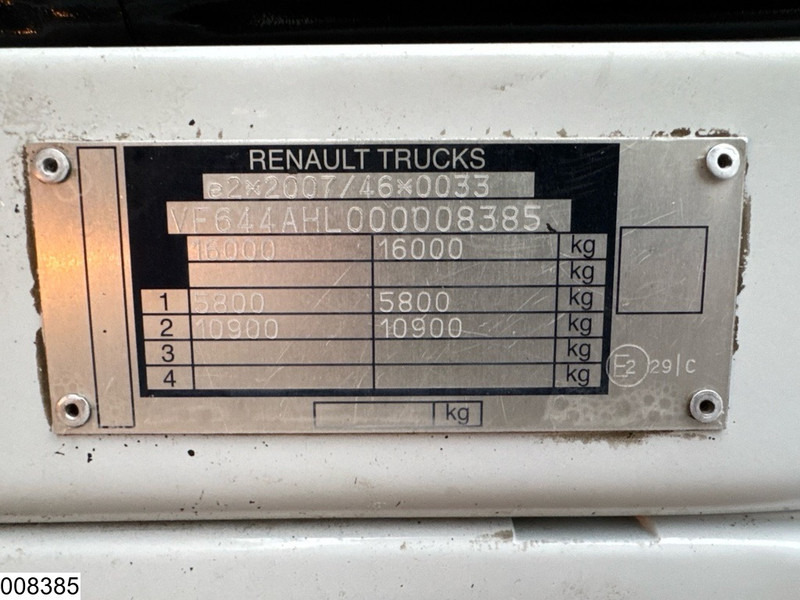 RENAULT TRUCKS
e2*2007/46*0033
VF644AHL000008385
16000 16000 kg
kg
1 5800 5800 kg
2 10900 10900 kg
3 kg
4 kg
E2 29|C
kg
008385